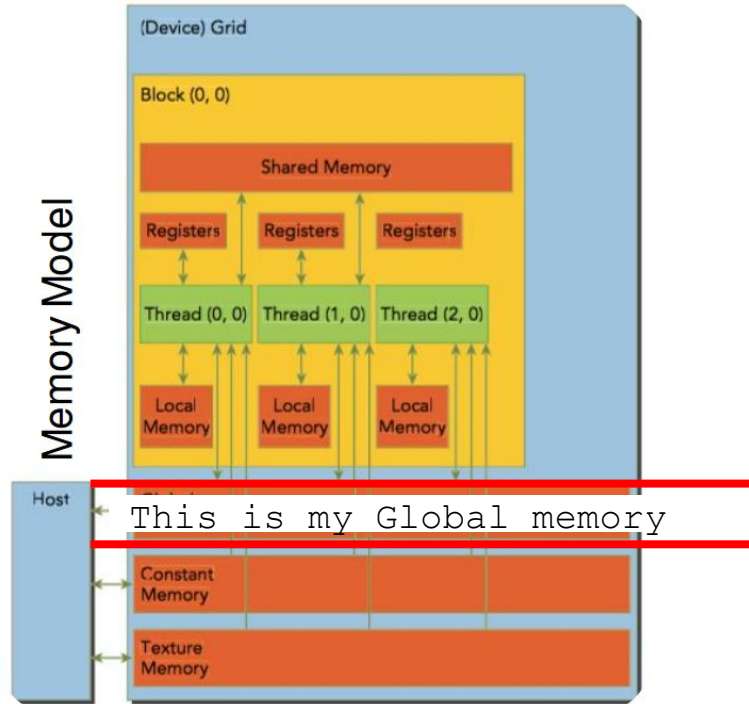 (Device) Grid
Block (0, 0)
Shared Memory
Registers
Registers
Registers
Thread (0, 0)
Thread (1, 0)
Thread (2, 0)
Local
Memory
Local
Memory
Local
Memory
Memory Model
Host
This is my Global memory
Constant
Memory
Texture
Memory